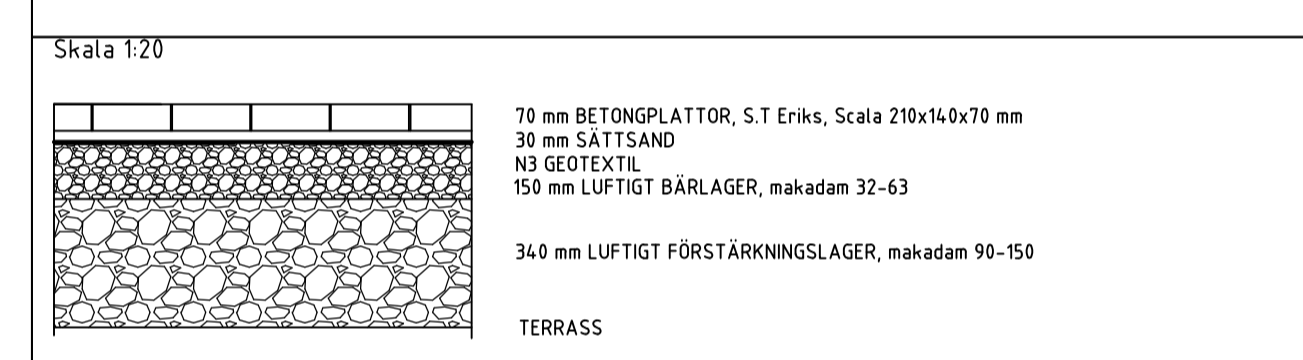 Skala 1:20
70 mm BETONGPLATTOR, S.T Eriks, Scala 210x140x70 mm
30 mm SÄTTSAND
N3 GEOTEXTIL
150 mm LUFTIGT BÄRLAGER, makadam 32-63
340 mm LUFTIGT FÖRSTÄRKNINGSLAGER, makadam 90-150
TERRASS